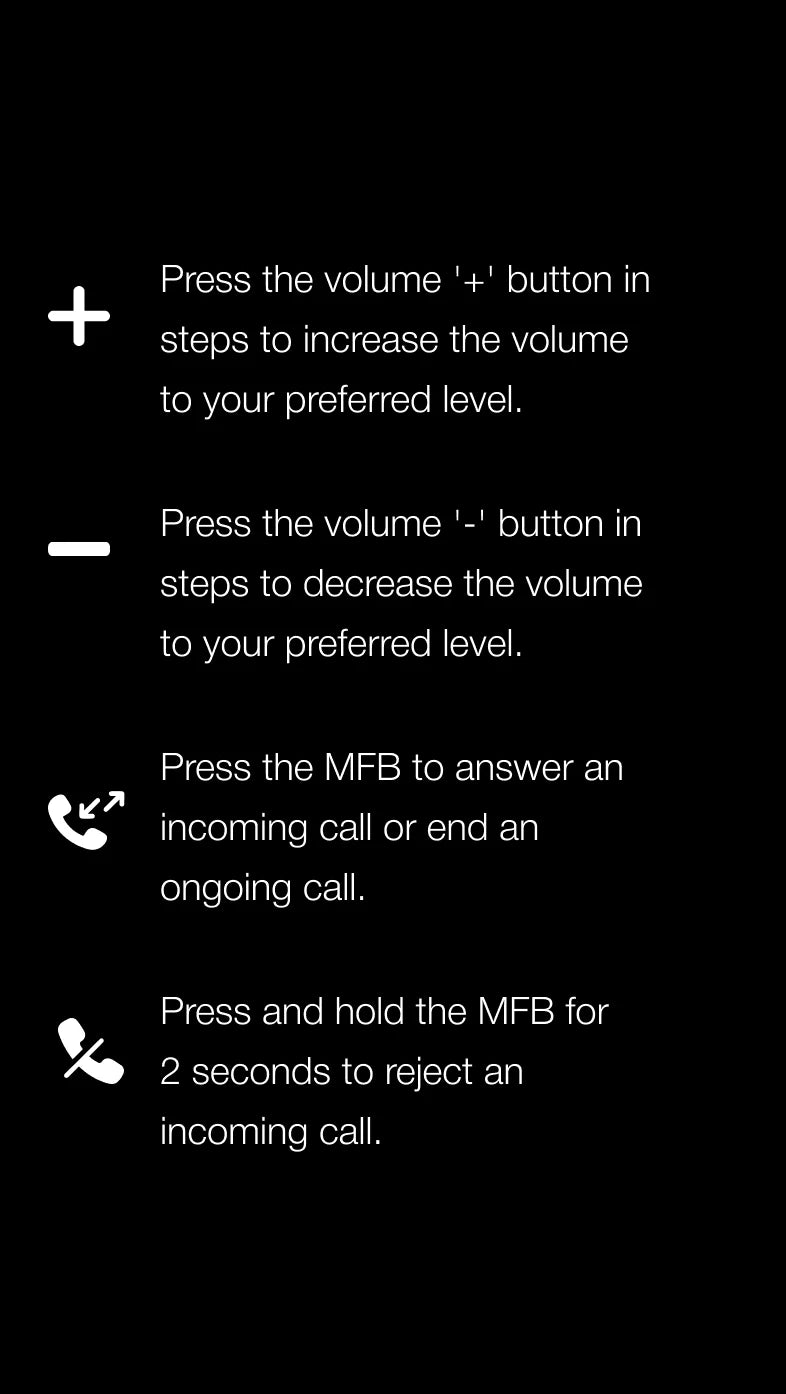 Press the volume '+' button in
steps to increase the volume
to your preferred level.
Press the volume '-' button in
steps to decrease the volume
to your preferred level.
Press the MFB to answer an
incoming call or end an
ongoing call.
Press and hold the MFB for
2 seconds to reject an
incoming call.